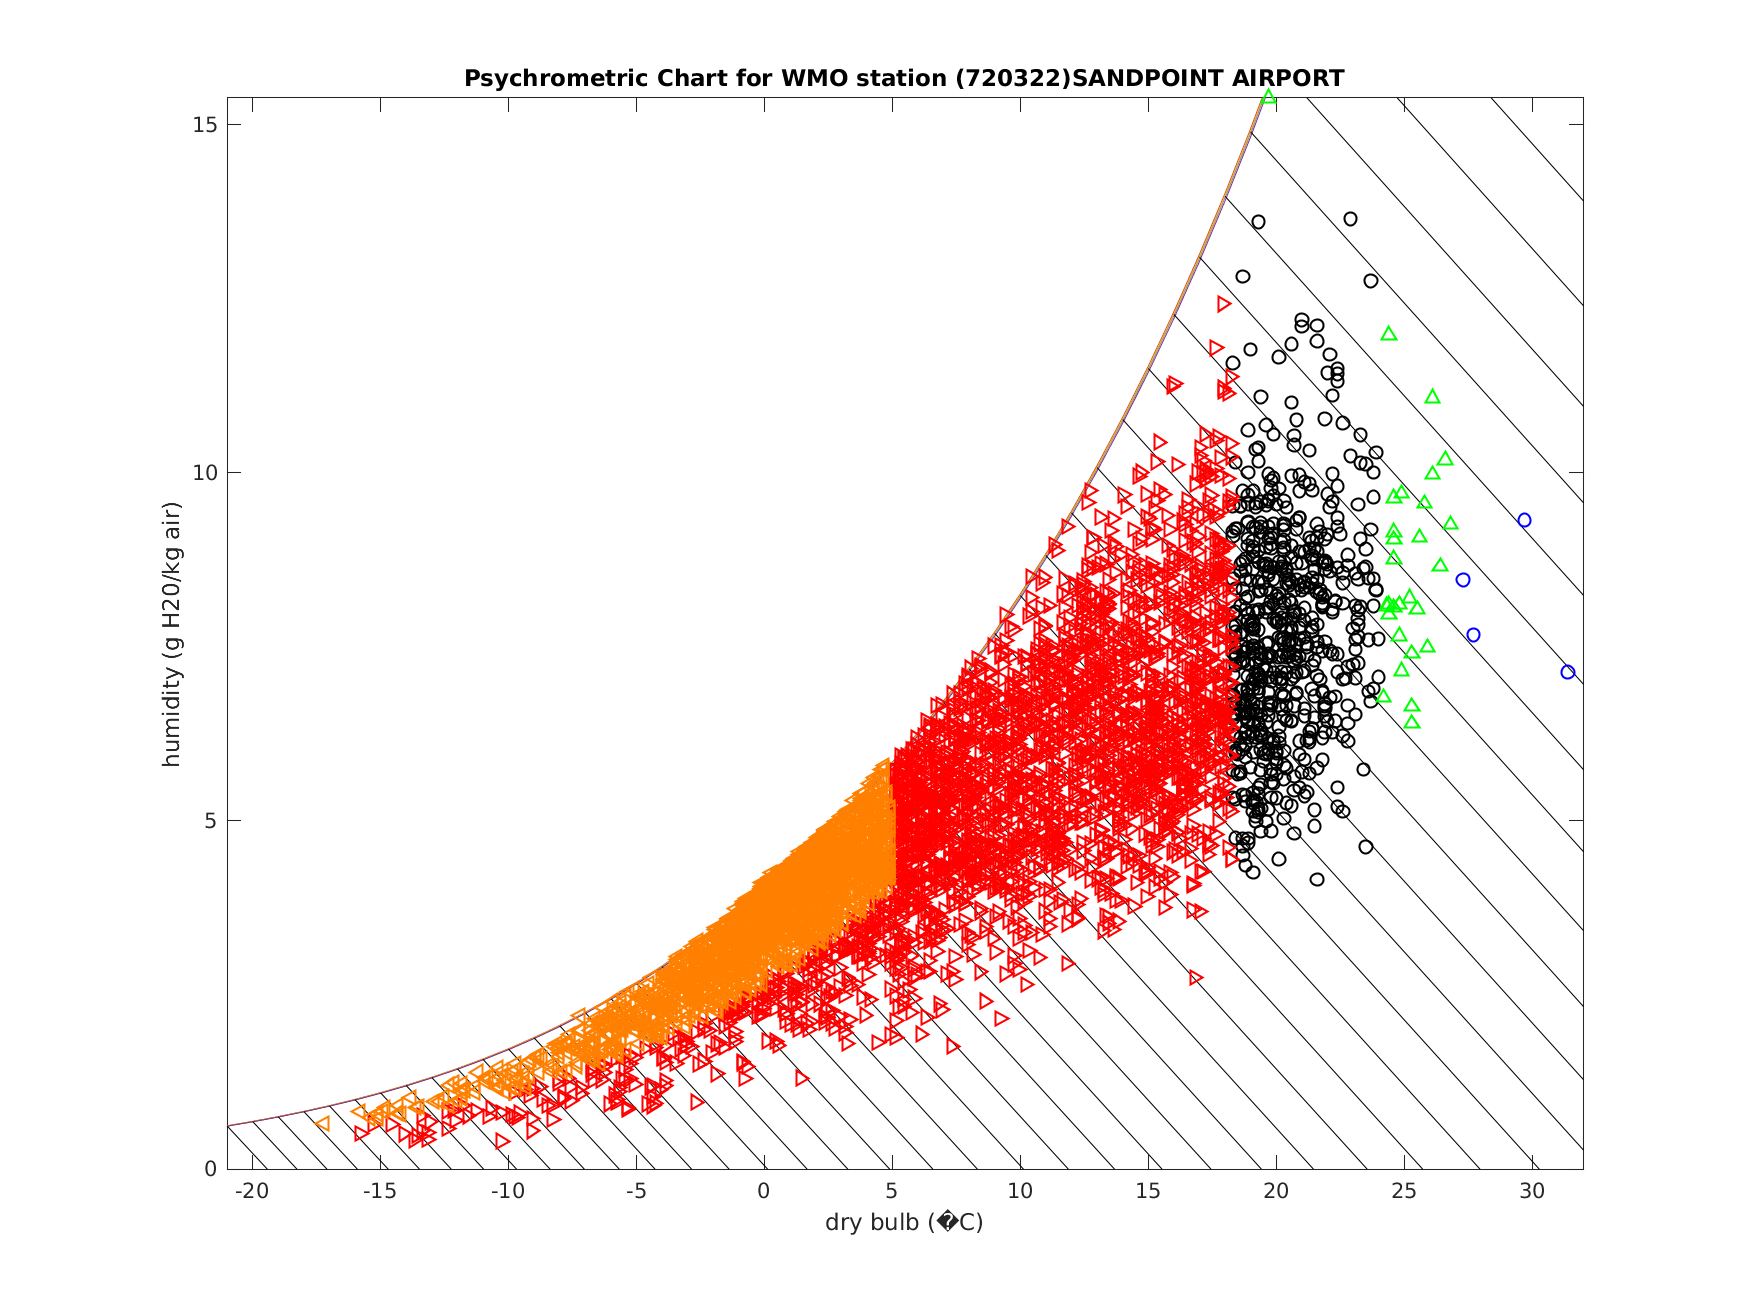 Psychrometric Chart for WMO station (720322)SANDPOINT AIRPORT
15
10
5
0
humidity (g H20/kg air)
-20 -15 -10 -5 0 5 10 15 20 25 30
dry bulb (�C)